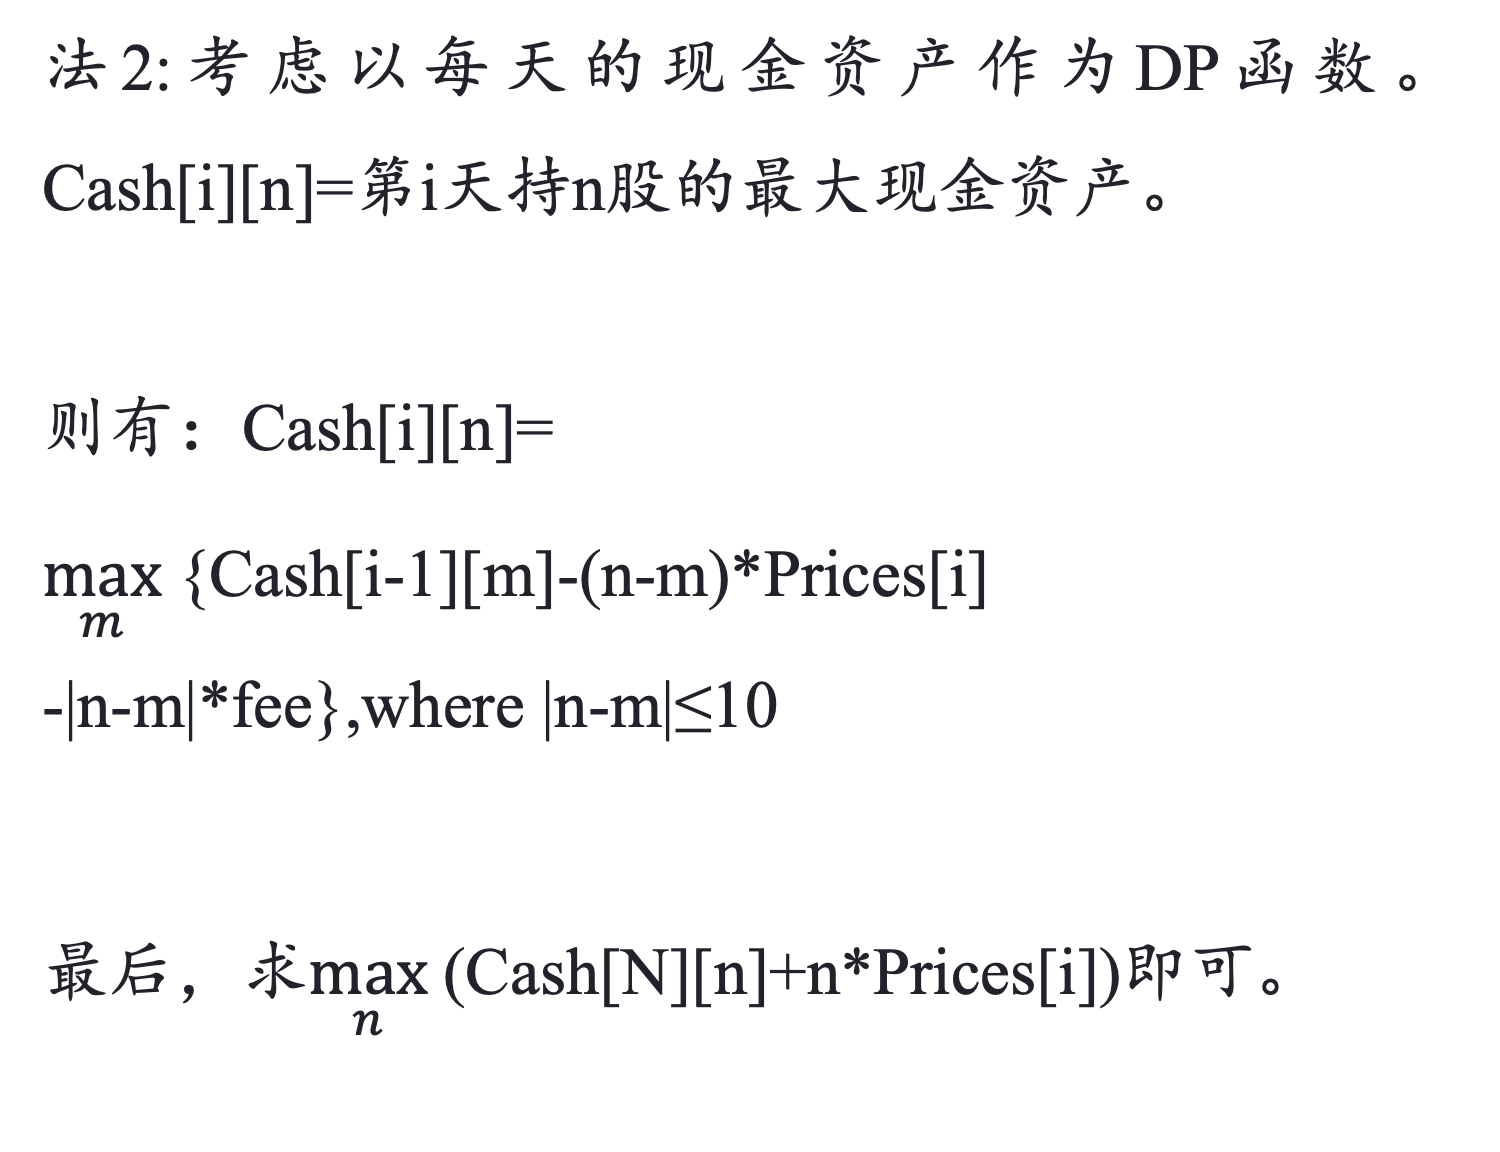 法2:考虑以每天的现金资产作为DP函数。
Cash[i][n]=第i天持n股的最大现金资产。
则有：Cash[i][n]=
max {Cash[i-1][m]-(n-m)*Prices[i]
m
-|n-m|*fee},where |n-m|≤10
最后，求max (Cash[N][n]+n*Prices[i])即可。
n